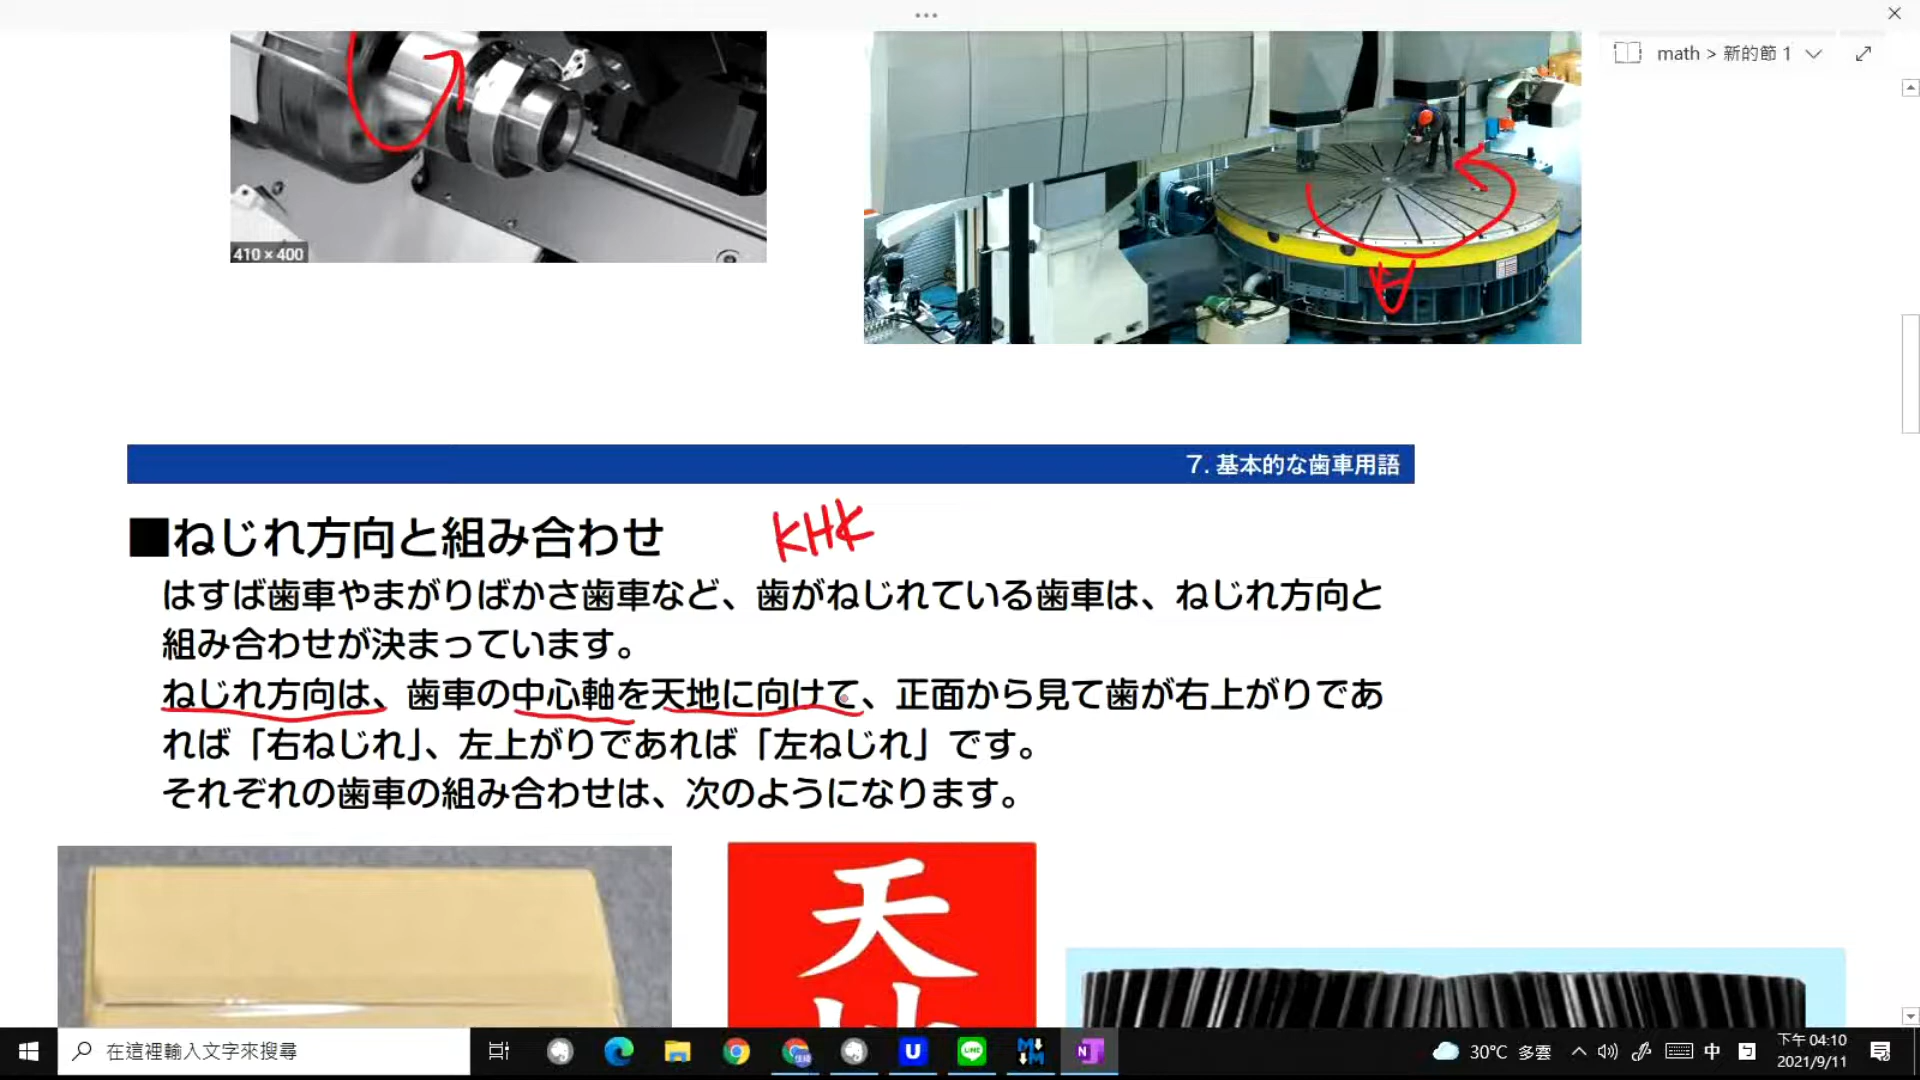 math > 新的節 1
410 × 400
7. 基本的な歯車用語
■ねじれ方向と組み合わせ
KHK
はすば歯車やまがりばかさ歯車など、歯がねじれている歯車は、ねじれ方向と
組み合わせが決まっています。
ねじれ方向は、歯車の中心軸を天地に向けて、正面から見て歯が右上がりであ
れば「右ねじれ」、左上がりであれば「左ねじれ」です。
それぞれの歯車の組み合わせは、次のようになります。
天
在這裡輸入文字來搜尋
30°C 多雲
中
下午 04:10
2021/9/11